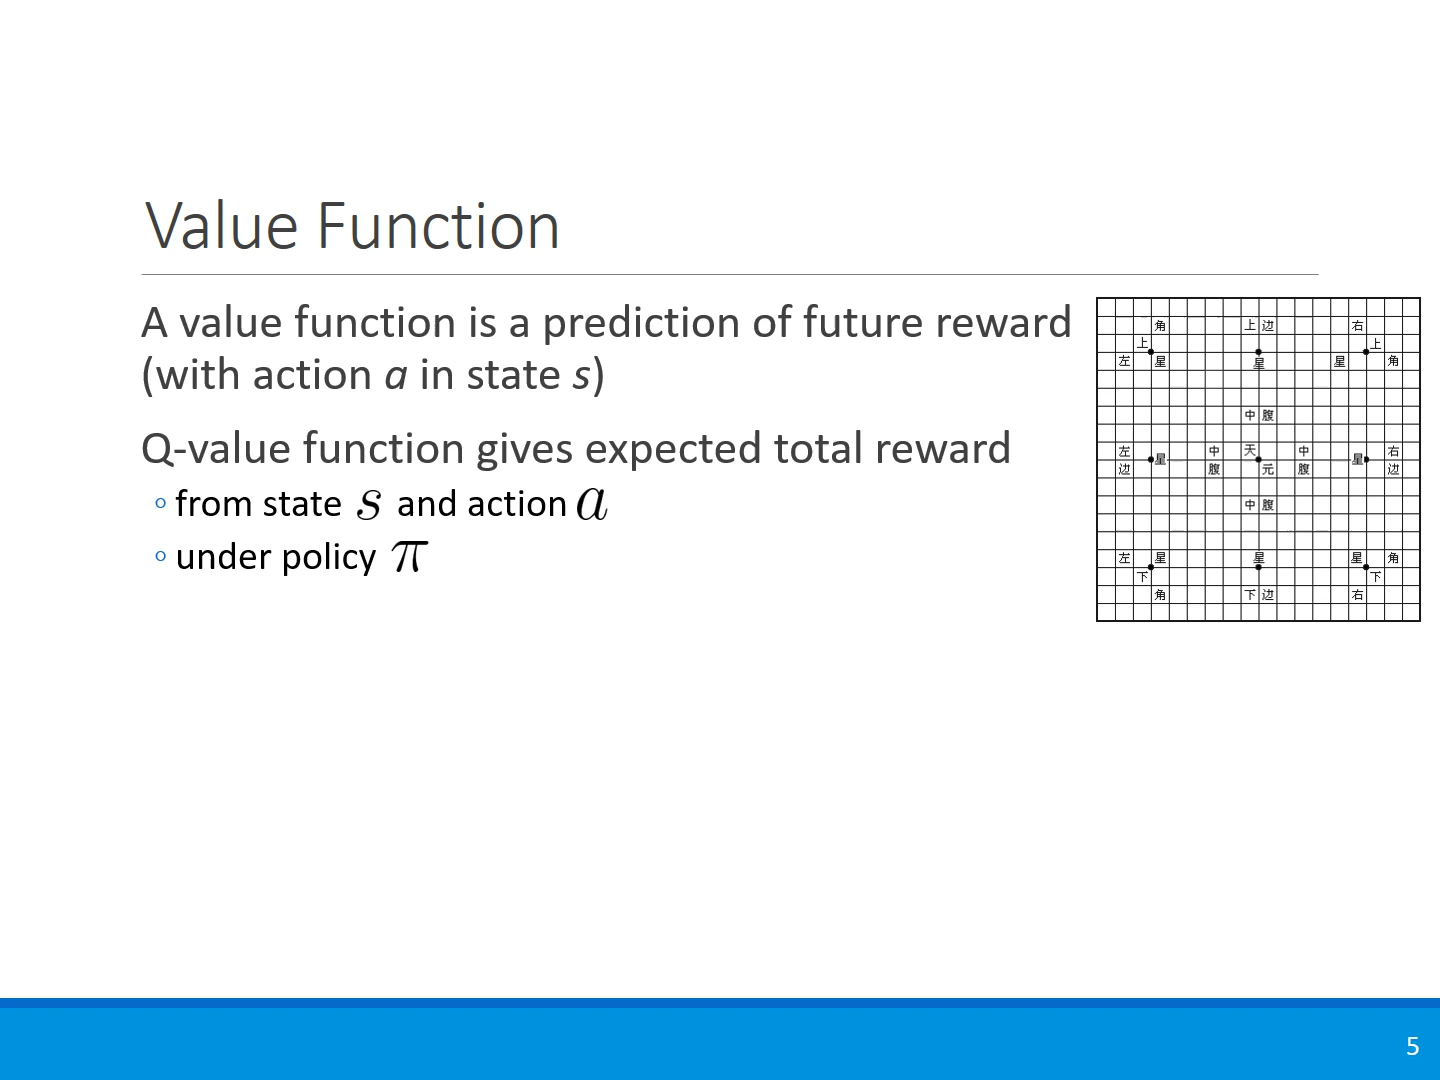 Value Function
A value function is a prediction of future reward
(with action a in state s)
Q-value function gives expected total reward
◦ from state s and action a
◦ under policy π
角 上 边 右
上 上
左 星 星 星 角
中 腹
左 星 中 天 中 星 右
边 腹 元 腹 边
中 腹
左 星 星 星 角
下 下
角 下 边 右
5